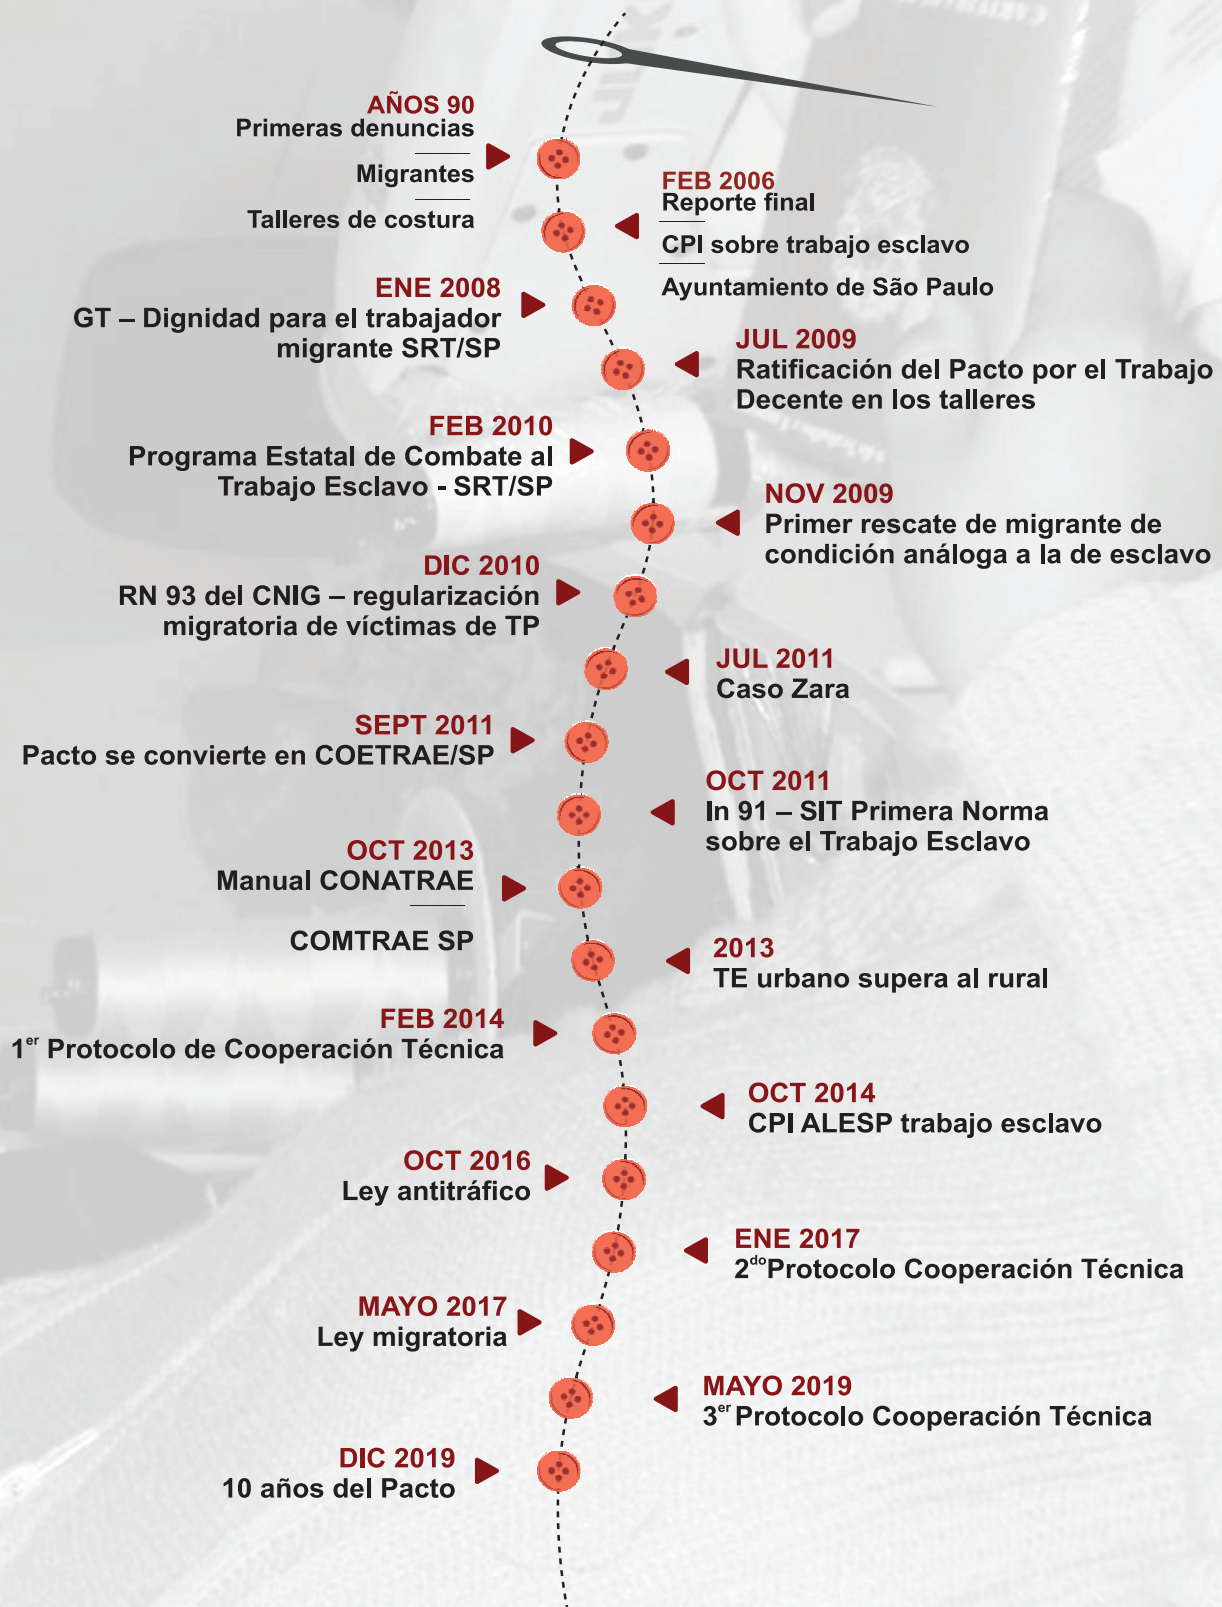 AÑOS 90
Primeras denuncias
Migrantes
Talleres de costura
FEB 2006
Reporte final
CPI sobre trabajo esclavo
Ayuntamiento de São Paulo
ENE 2008
GT – Dignidad para el trabajador
migrante SRT/SP
JUL 2009
Ratificación del Pacto por el Trabajo
Decente en los talleres
FEB 2010
Programa Estatal de Combate al
Trabajo Esclavo - SRT/SP
NOV 2009
Primer rescate de migrante de
condición análoga a la de esclavo
DIC 2010
RN 93 del CNIG – regularización
migratoria de víctimas de TP
JUL 2011
Caso Zara
SEPT 2011
Pacto se convierte en COETRAE/SP
OCT 2011
In 91 – SIT Primera Norma
sobre el Trabajo Esclavo
OCT 2013
Manual CONATRAE
COMTRAE SP
2013
TE urbano supera al rural
FEB 2014
1er Protocolo de Cooperación Técnica
OCT 2014
CPI ALESP trabajo esclavo
OCT 2016
Ley antitráfico
ENE 2017
2do Protocolo Cooperación Técnica
MAYO 2017
Ley migratoria
MAYO 2019
3er Protocolo Cooperación Técnica
DIC 2019
10 años del Pacto